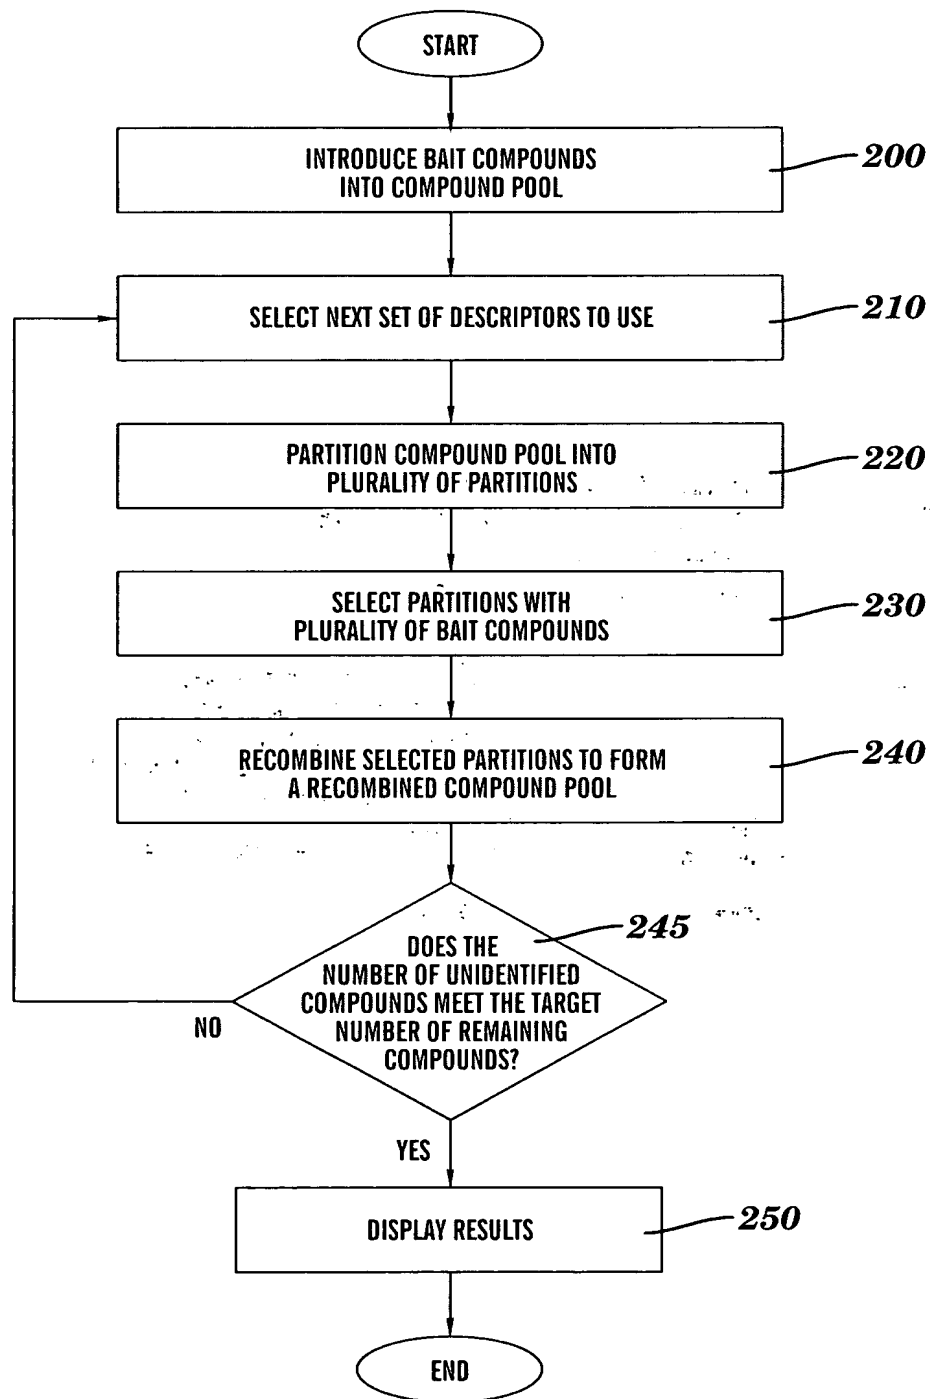 START
INTRODUCE BAIT COMPOUNDS
INTO COMPOUND POOL
200
SELECT NEXT SET OF DESCRIPTORS TO USE
210
PARTITION COMPOUND POOL INTO
PLURALITY OF PARTITIONS
220
SELECT PARTITIONS WITH
PLURALITY OF BAIT COMPOUNDS
230
RECOMBINE SELECTED PARTITIONS TO FORM
A RECOMBINED COMPOUND POOL
240
245
DOES THE
NUMBER OF UNIDENTIFIED
COMPOUNDS MEET THE TARGET
NUMBER OF REMAINING
COMPOUNDS?
NO
YES
DISPLAY RESULTS
250
END